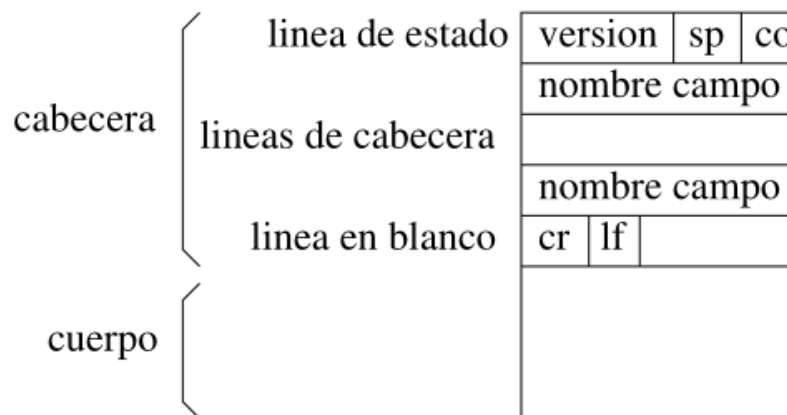 linea de estado version sp co
nombre campo
cabecera
lineas de cabecera
nombre campo
linea en blanco cr lf
cuerpo